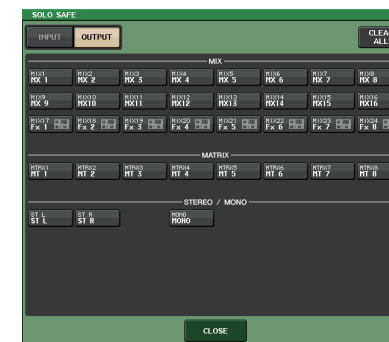 SOLO SAFE
INPUT OUTPUT CLEA ALL
MIX
MIX1 MIX2 MIX3 MIX4 MIX5 MIX6 MIX7 MIX8
MX 1 MX 2 MX 3 MX 4 MX 5 MX 6 MX 7 MX 8
MIX9 MIX10 MIX11 MIX12 MIX13 MIX14 MIX15 MIX16
MX 9 MX10 MX11 MX12 MX13 MX14 MX15 MX16
MIX17 MIX18 MIX19 MIX20 MIX21 MIX22 MIX23 MIX24
Fx 1 Fx 2 Fx 3 Fx 4 Fx 5 Fx 6 Fx 7 Fx 8
MATRIX
MTRX1 MTRX2 MTRX3 MTRX4 MTRX5 MTRX6 MTRX7 MTRX8
MT 1 MT 2 MT 3 MT 4 MT 5 MT 6 MT 7 MT 8
STEREO / MONO
ST L ST R MONO
ST L ST R MONO
CLOSE